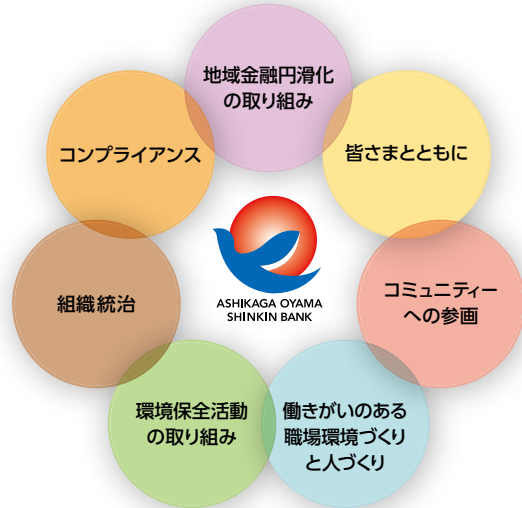 地域金融円滑化
の取り組み
皆さまとともに
コミュニティー
への参画
働きがいのある
職場環境づくり
と人づくり
環境保全活動
の取り組み
組織統治
コンプライアンス
ASHIKAGA OYAMA
SHINKIN BANK